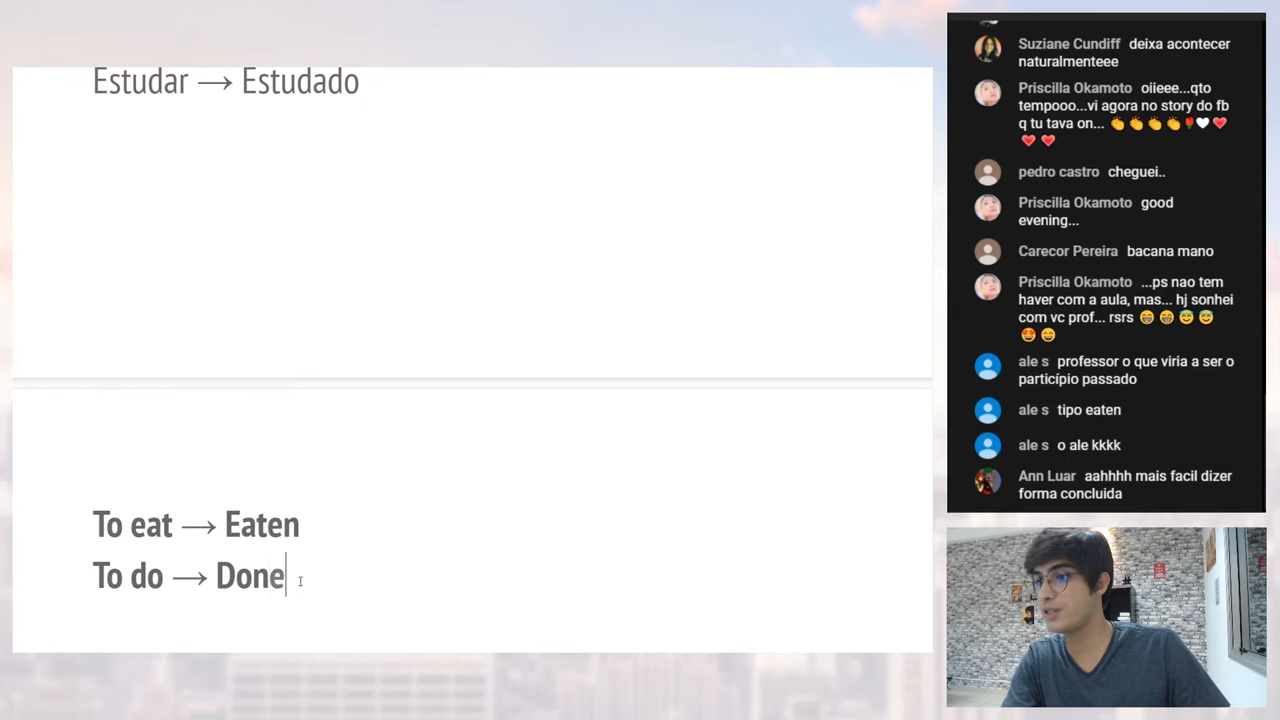 Estudar → Estudado
To eat → Eaten
To do → Done
Suziane Cundiff deixa acontecer
naturalmenteee
Priscilla Okamoto oiieee...qto
tempooo...vi agora no story do fb
q tu tava on... 👏 👏 👏 👏 🌹🤍❤️
❤️ ❤️
pedro castro cheguei..
Priscilla Okamoto good
evening...
Carecor Pereira bacana mano
Priscilla Okamoto ...ps nao tem
haver com a aula, mas... hj sonhei
com vc prof... rsrs 😁 😁 😇 😇
😍 😄
ale s professor o que viria a ser o
particípio passado
ale s tipo eaten
ale s o ale kkkk
Ann Luar aahhhh mais facil dizer
forma concluida